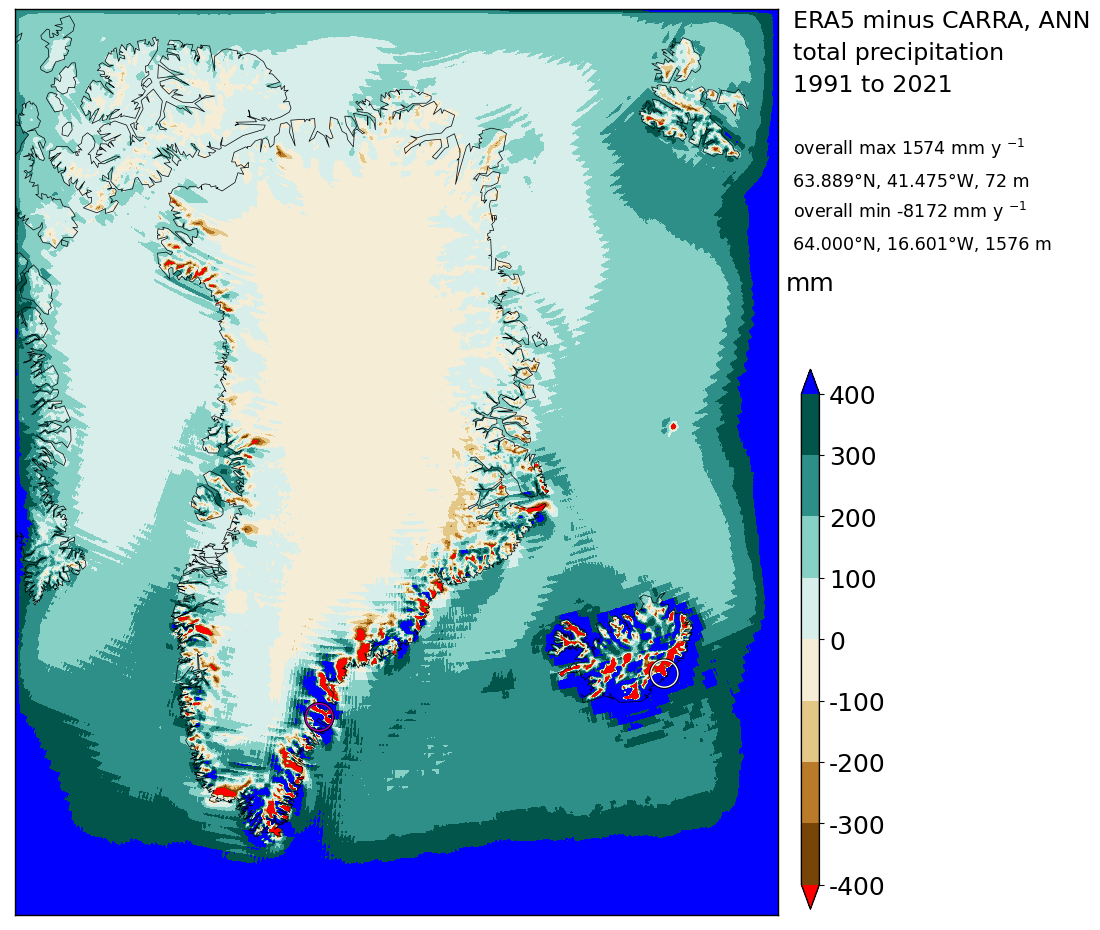 ERA5 minus CARRA, ANN
total precipitation
1991 to 2021
overall max 1574 mm y ⁻¹
63.889°N, 41.475°W, 72 m
overall min -8172 mm y ⁻¹
64.000°N, 16.601°W, 1576 m
mm
400
300
200
100
0
-100
-200
-300
-400